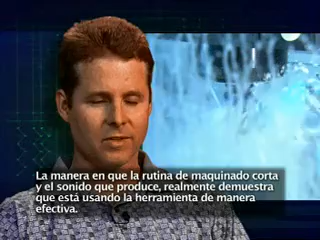 La manera en que la rutina de maquinado corta
y el sonido que produce, realmente demuestra
que está usando la herramienta de manera
efectiva.